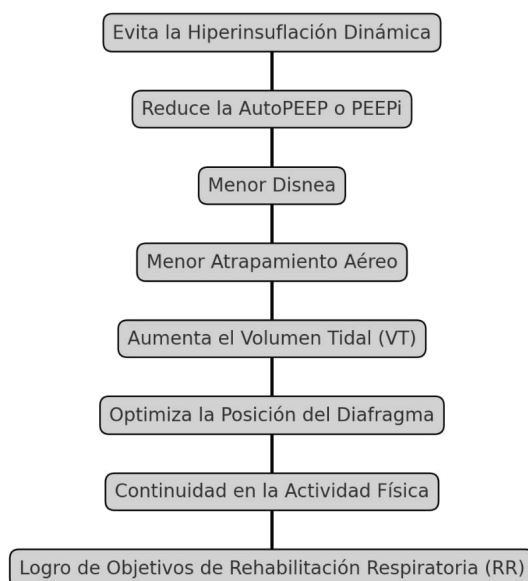 Evita la Hiperinsuflación Dinámica
Reduce la AutoPEEP o PEEPi
Menor Disnea
Menor Atrapamiento Aéreo
Aumenta el Volumen Tidal (VT)
Optimiza la Posición del Diafragma
Continuidad en la Actividad Física
Logro de Objetivos de Rehabilitación Respiratoria (RR)